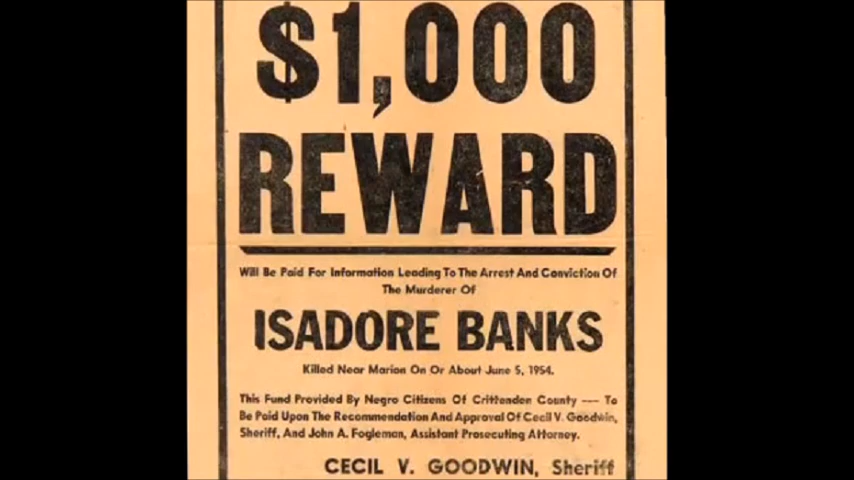 $1,000
REWARD
Will Be Paid For Information Leading To The Arrest And Conviction Of
The Murderer Of
ISADORE BANKS
Killed Near Marion On Or About June 5, 1954.
This Fund Provided By Negro Citizens Of Crittenden County — To
Be Paid Upon The Recommendation And Approval Of Cecil V. Goodwin,
Sheriff, And John A. Fogleman, Assistant Prosecuting Attorney.
CECIL V. GOODWIN, Sheriff